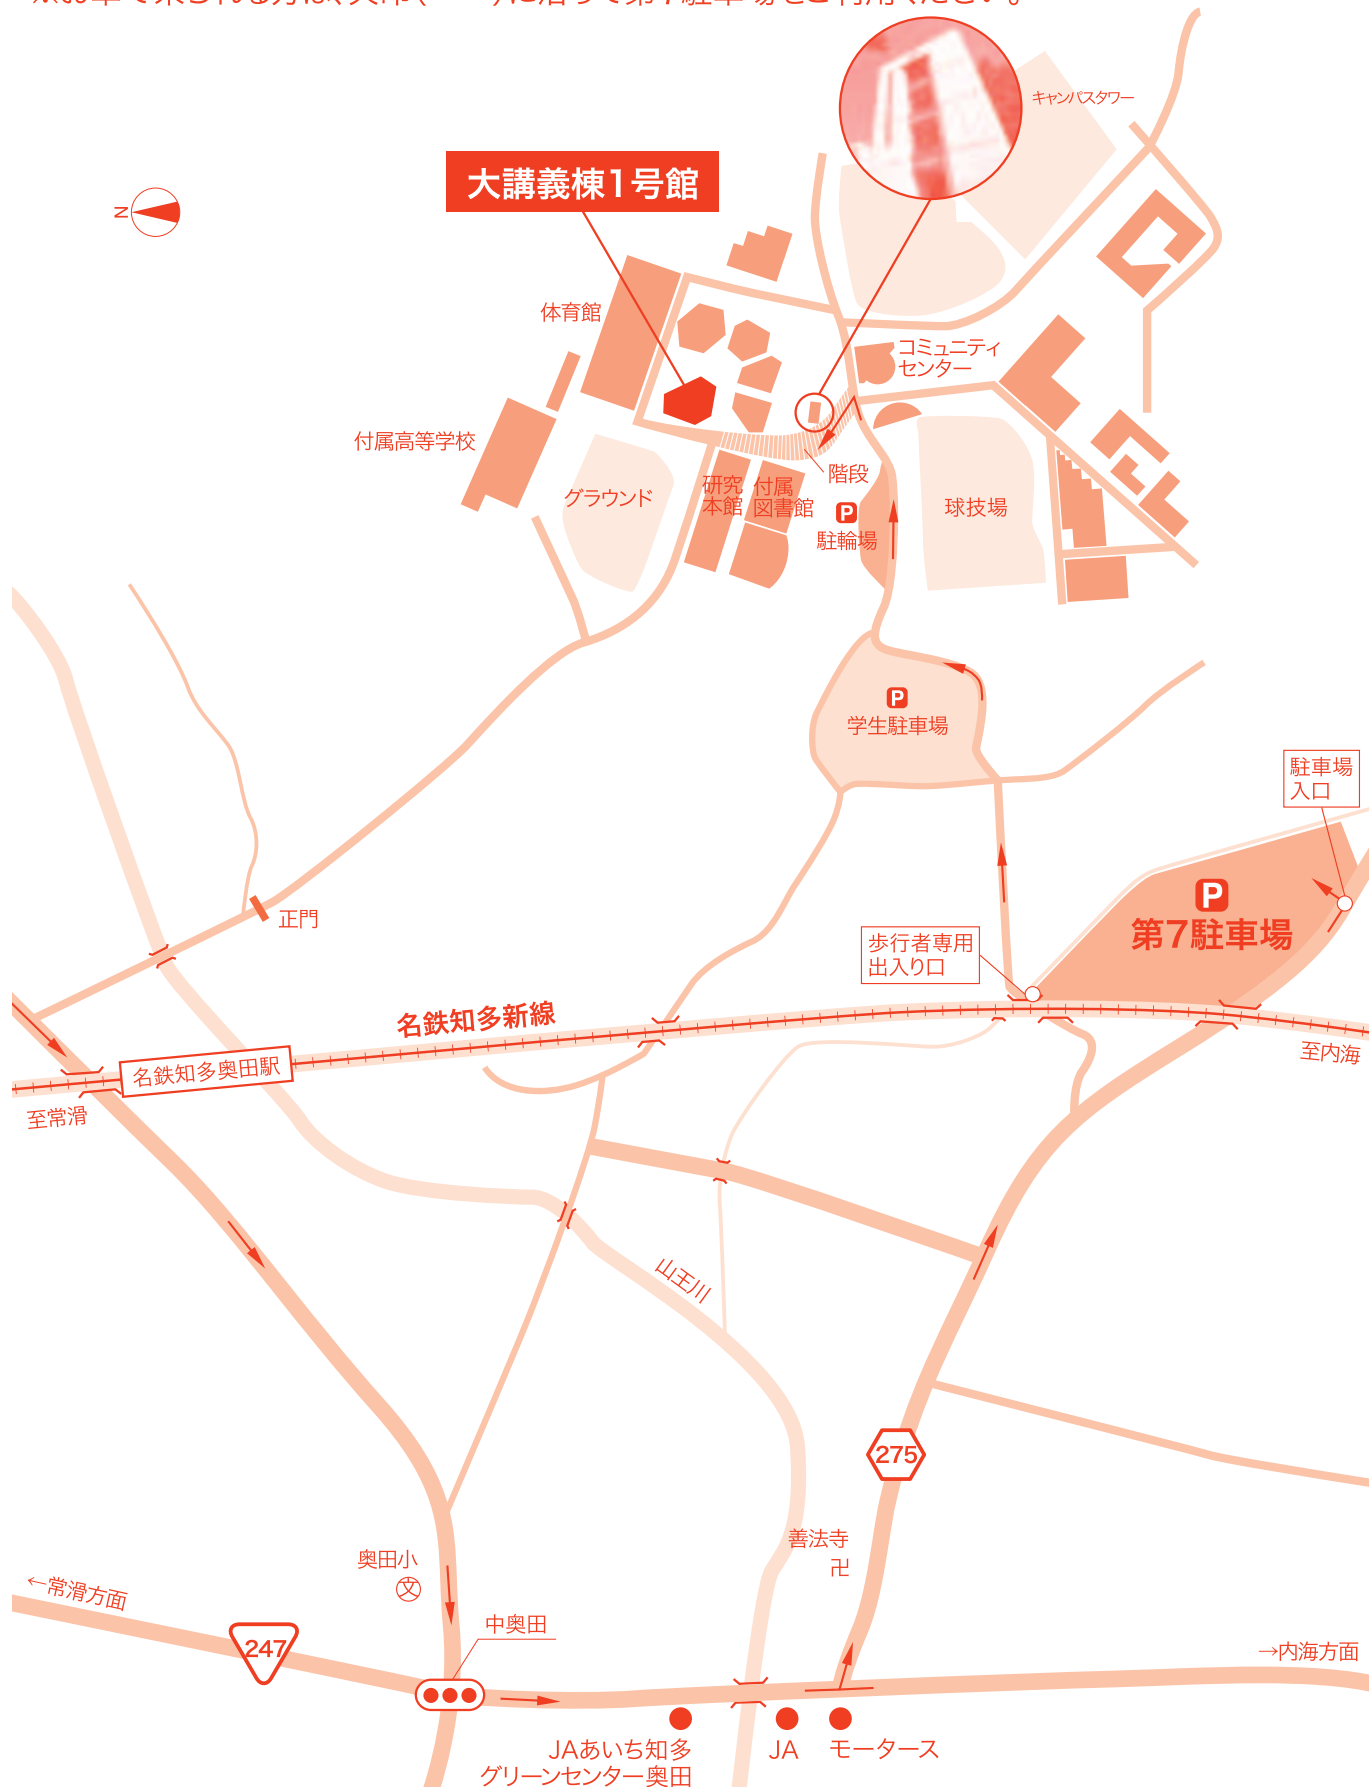 キャンパスタワー
N
大講義棟1号館
体育館
コミュニティ
センター
付属高等学校
階段
グラウンド
研究
本館
付属
図書館
P
駐輪場
球技場
P
学生駐車場
駐車場
入口
P
第7駐車場
正門
歩行者専用
出入り口
名鉄知多新線
名鉄知多奥田駅
至内海
至常滑
山王川
275
善法寺
卍
奥田小
文
←常滑方面
中奥田
247
→内海方面
JAあいち知多
グリーンセンター奥田
JA
モータース